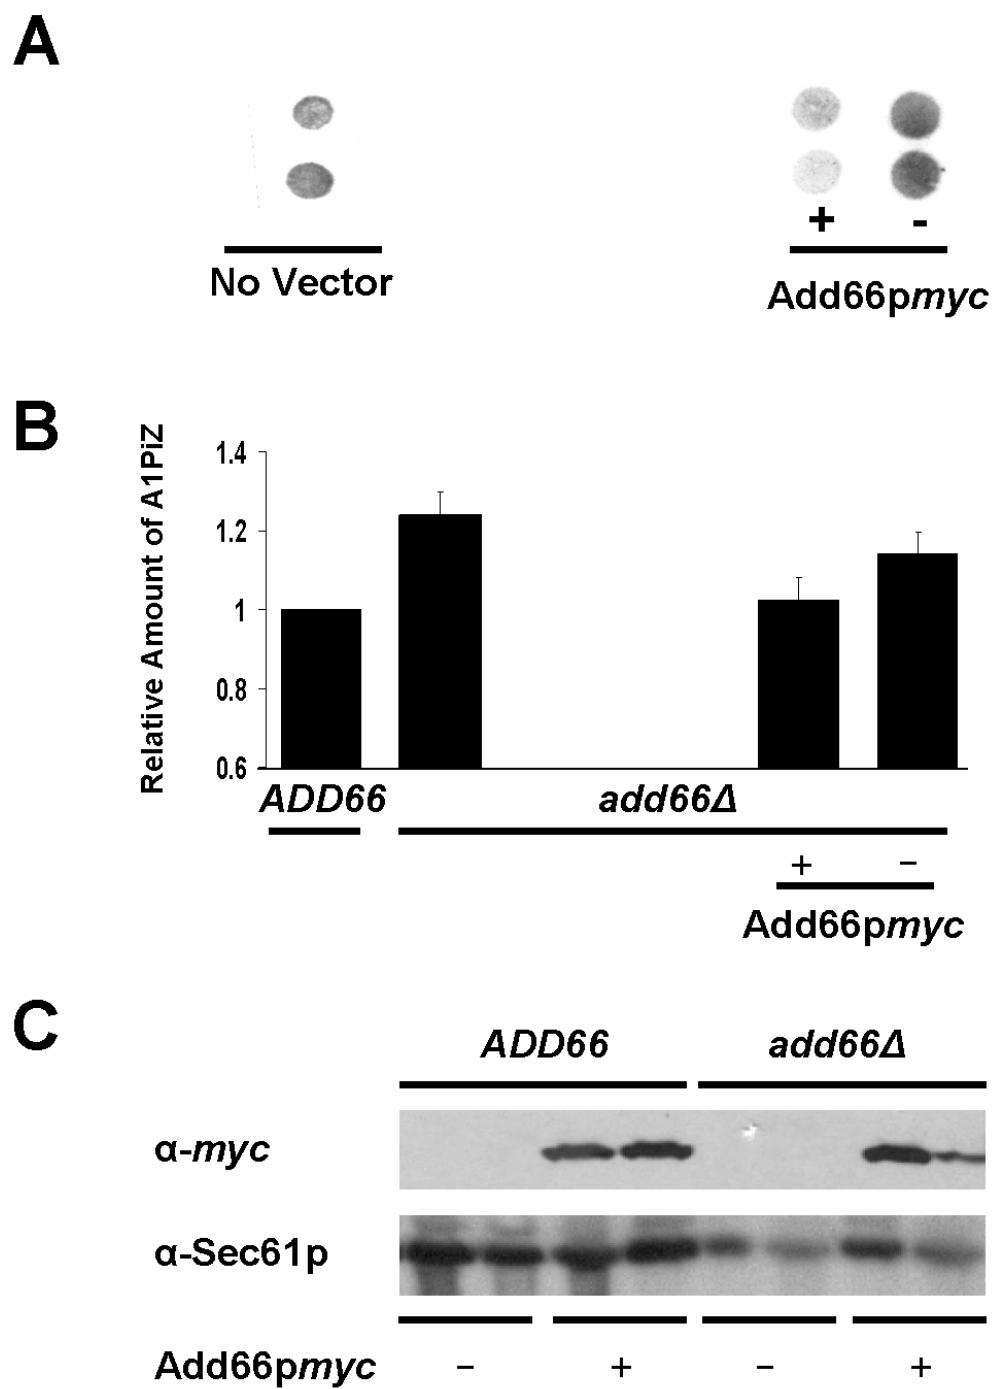 A
+ -
No Vector
Add66pmyc
B
Relative Amount of A1PiZ
1.4
1.2
1
0.8
0.6
ADD66 add66Δ
+ −
Add66pmyc
C
ADD66 add66Δ
α-myc
α-Sec61p
Add66pmyc − + − +